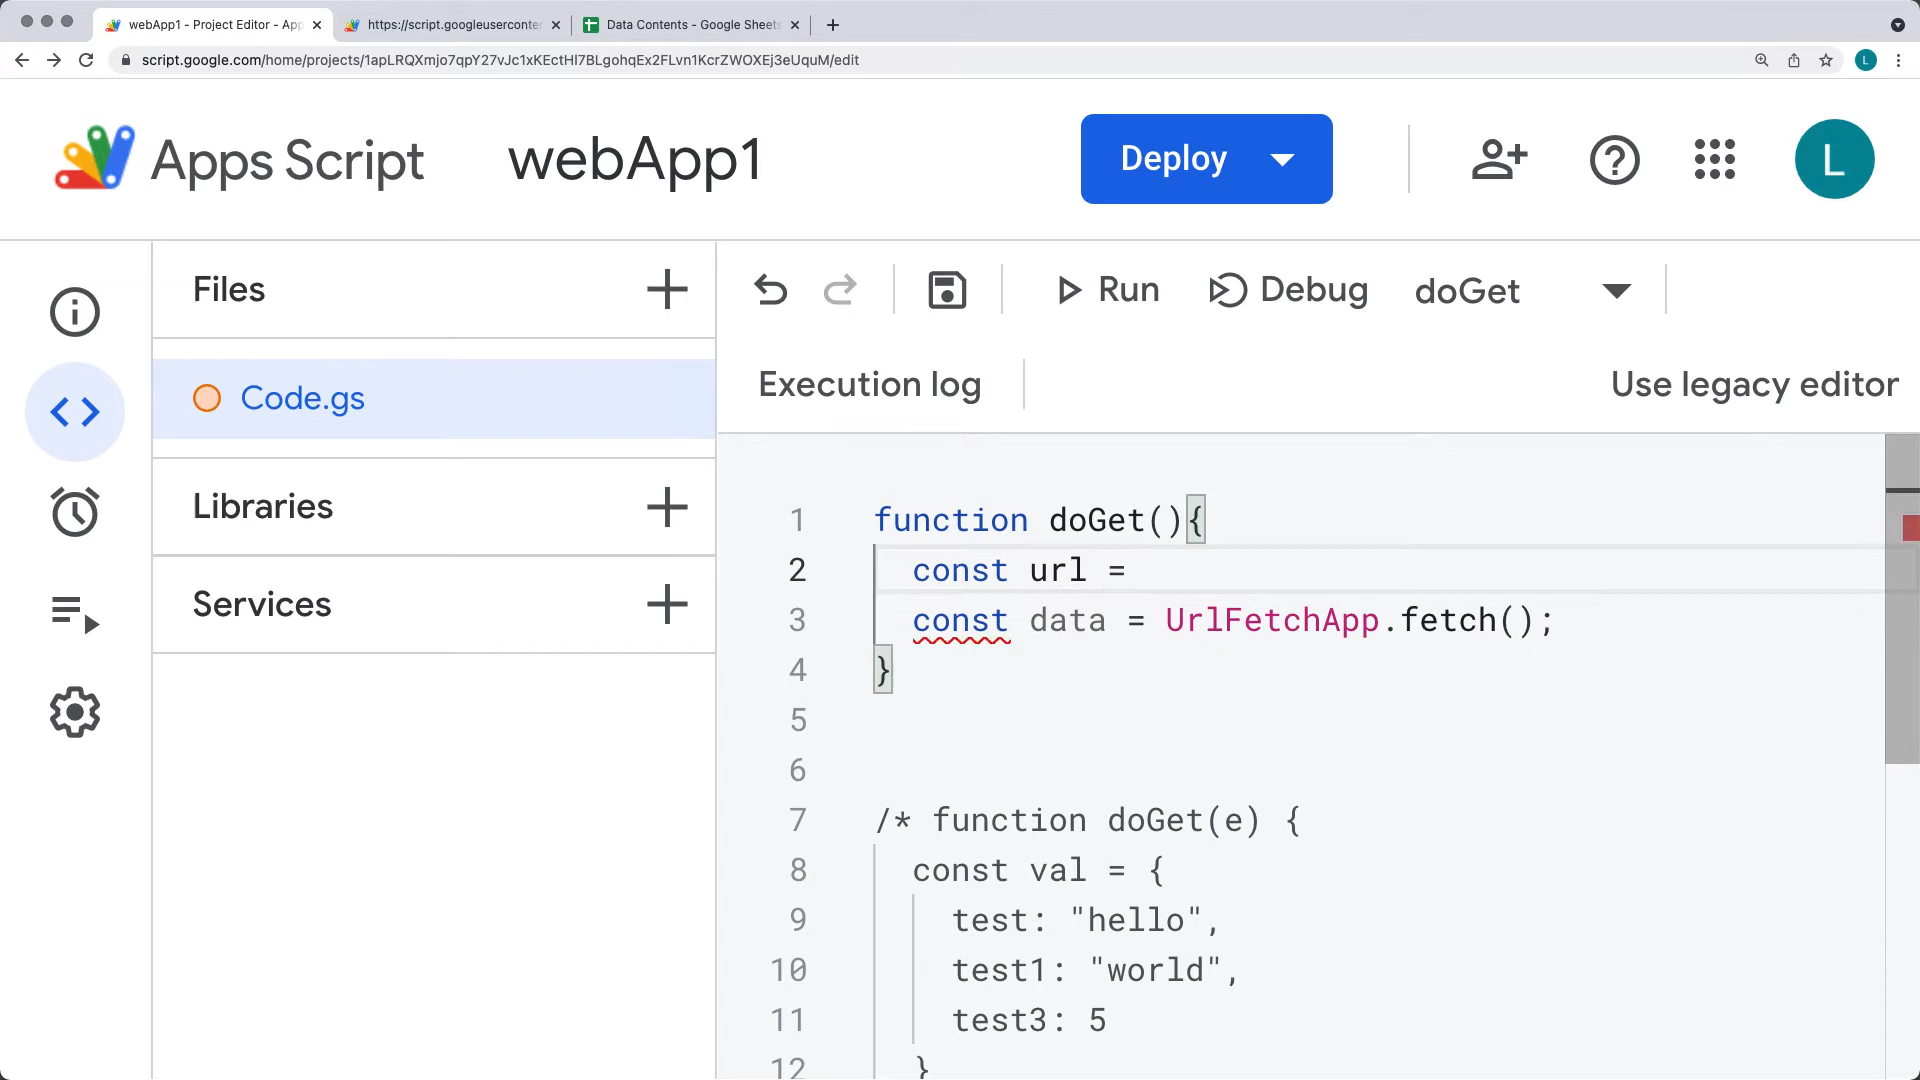 webApp1 - Project Editor - App
https://script.googleuserconte
Data Contents - Google Sheets
script.google.com/home/projects/1apLRQXmjo7qpY27vJc1xKEctHl7BLgohqEx2FLvn1KcrZWOXEj3eUquM/edit
L
Apps Script
webApp1
Deploy
L
Files
Run
Debug
doGet
Code.gs
Execution log
Use legacy editor
Libraries
Services
1 function doGet(){
2 const url =
3 const data = UrlFetchApp.fetch();
4 }
5
6
7 /* function doGet(e) {
8 const val = {
9 test: "hello",
10 test1: "world",
11 test3: 5
12 }